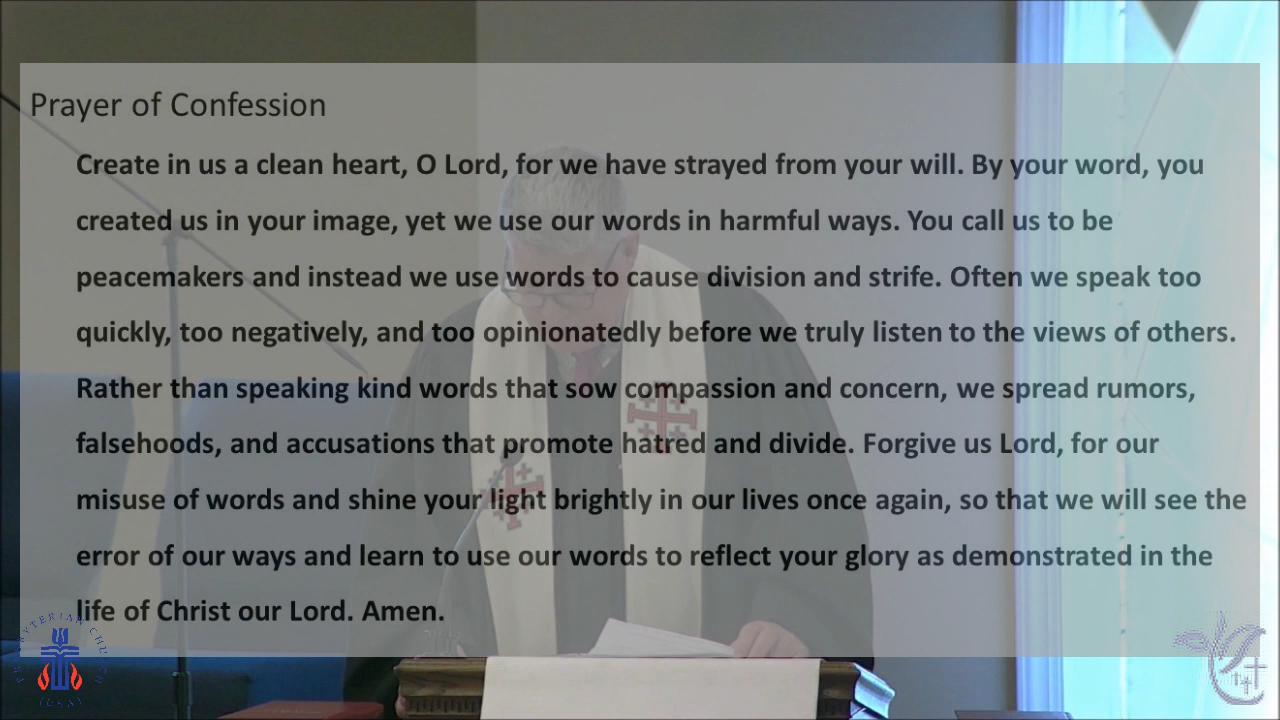 Prayer of Confession
Create in us a clean heart, O Lord, for we have strayed from your will. By your word, you
created us in your image, yet we use our words in harmful ways. You call us to be
peacemakers and instead we use words to cause division and strife. Often we speak too
quickly, too negatively, and too opinionatedly before we truly listen to the views of others.
Rather than speaking kind words that sow compassion and concern, we spread rumors,
falsehoods, and accusations that promote hatred and divide. Forgive us Lord, for our
misuse of words and shine your light brightly in our lives once again, so that we will see the
error of our ways and learn to use our words to reflect your glory as demonstrated in the
life of Christ our Lord. Amen.